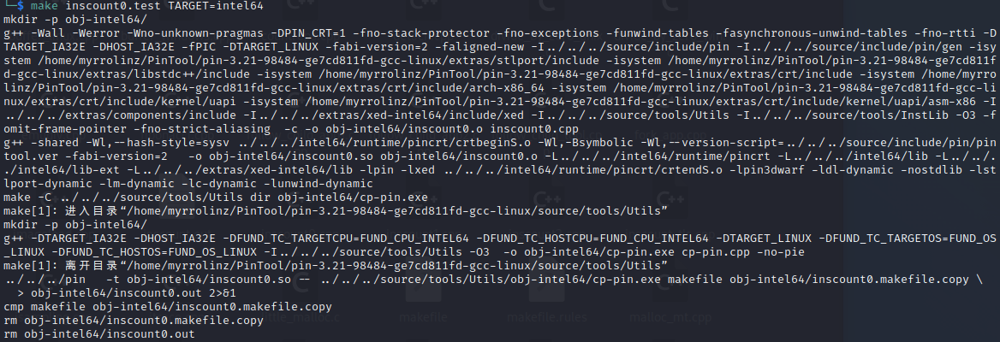 └─$ make inscount0.test TARGET=intel64
mkdir -p obj-intel64/
g++ -Wall -Werror -Wno-unknown-pragmas -DPIN_CRT=1 -fno-stack-protector -fno-exceptions -funwind-tables -fasynchronous-unwind-tables -fno-rtti -D
TARGET_IA32E -DHOST_IA32E -fPIC -DTARGET_LINUX -fabi-version=2 -faligned-new -I../../../source/include/pin -I../../../source/include/pin/gen -isy
stem /home/myrrolinz/PinTool/pin-3.21-98484-ge7cd811fd-gcc-linux/extras/stlport/include -isystem /home/myrrolinz/PinTool/pin-3.21-98484-ge7cd811f
d-gcc-linux/extras/libstdc++/include -isystem /home/myrrolinz/PinTool/pin-3.21-98484-ge7cd811fd-gcc-linux/extras/crt/include -isystem /home/myrro
linz/PinTool/pin-3.21-98484-ge7cd811fd-gcc-linux/extras/crt/include/arch-x86_64 -isystem /home/myrrolinz/PinTool/pin-3.21-98484-ge7cd811fd-gcc-li
nux/extras/crt/include/kernel/uapi -isystem /home/myrrolinz/PinTool/pin-3.21-98484-ge7cd811fd-gcc-linux/extras/crt/include/kernel/uapi/asm-x86 -I
../../../extras/components/include -I../../../extras/xed-intel64/include/xed -I../../../source/tools/Utils -I../../../source/tools/InstLib -O3 -f
omit-frame-pointer -fno-strict-aliasing  -c -o obj-intel64/inscount0.o inscount0.cpp
g++ -shared -Wl,--hash-style=sysv ../../../intel64/runtime/pincrt/crtbeginS.o -Wl,-Bsymbolic -Wl,--version-script=../../../source/include/pin/pin
tool.ver -fabi-version=2   -o obj-intel64/inscount0.so obj-intel64/inscount0.o -L../../../intel64/runtime/pincrt -L../../../intel64/lib -L../../.
./intel64/lib-ext -L../../../extras/xed-intel64/lib -lpin -lxed ../../../intel64/runtime/pincrt/crtendS.o -lpin3dwarf -ldl-dynamic -nostdlib -lst
lport-dynamic -lm-dynamic -lc-dynamic -lunwind-dynamic
make -C ../../../source/tools/Utils dir obj-intel64/cp-pin.exe
make[1]: 进入目录“/home/myrrolinz/PinTool/pin-3.21-98484-ge7cd811fd-gcc-linux/source/tools/Utils”
mkdir -p obj-intel64/
g++ -DTARGET_IA32E -DHOST_IA32E -DFUND_TC_TARGETCPU=FUND_CPU_INTEL64 -DFUND_TC_HOSTCPU=FUND_CPU_INTEL64 -DTARGET_LINUX -DFUND_TC_TARGETOS=FUND_OS
_LINUX -DFUND_TC_HOSTOS=FUND_OS_LINUX -I../../../source/tools/Utils -O3  -o obj-intel64/cp-pin.exe cp-pin.cpp -no-pie
make[1]: 离开目录“/home/myrrolinz/PinTool/pin-3.21-98484-ge7cd811fd-gcc-linux/source/tools/Utils”
../../../pin   -t obj-intel64/inscount0.so -- ../../../source/tools/Utils/obj-intel64/cp-pin.exe makefile obj-intel64/inscount0.makefile.copy \
  > obj-intel64/inscount0.out 2>&1
cmp makefile obj-intel64/inscount0.makefile.copy
rm obj-intel64/inscount0.makefile.copy
little_malloc.c makefile makefile.rules malloc_mt.cpp
rm obj-intel64/inscount0.out